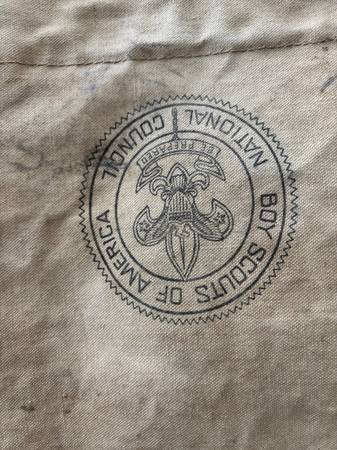 BOY SCOUTS OF AMERICA
NATIONAL COUNCIL
BE PREPARED